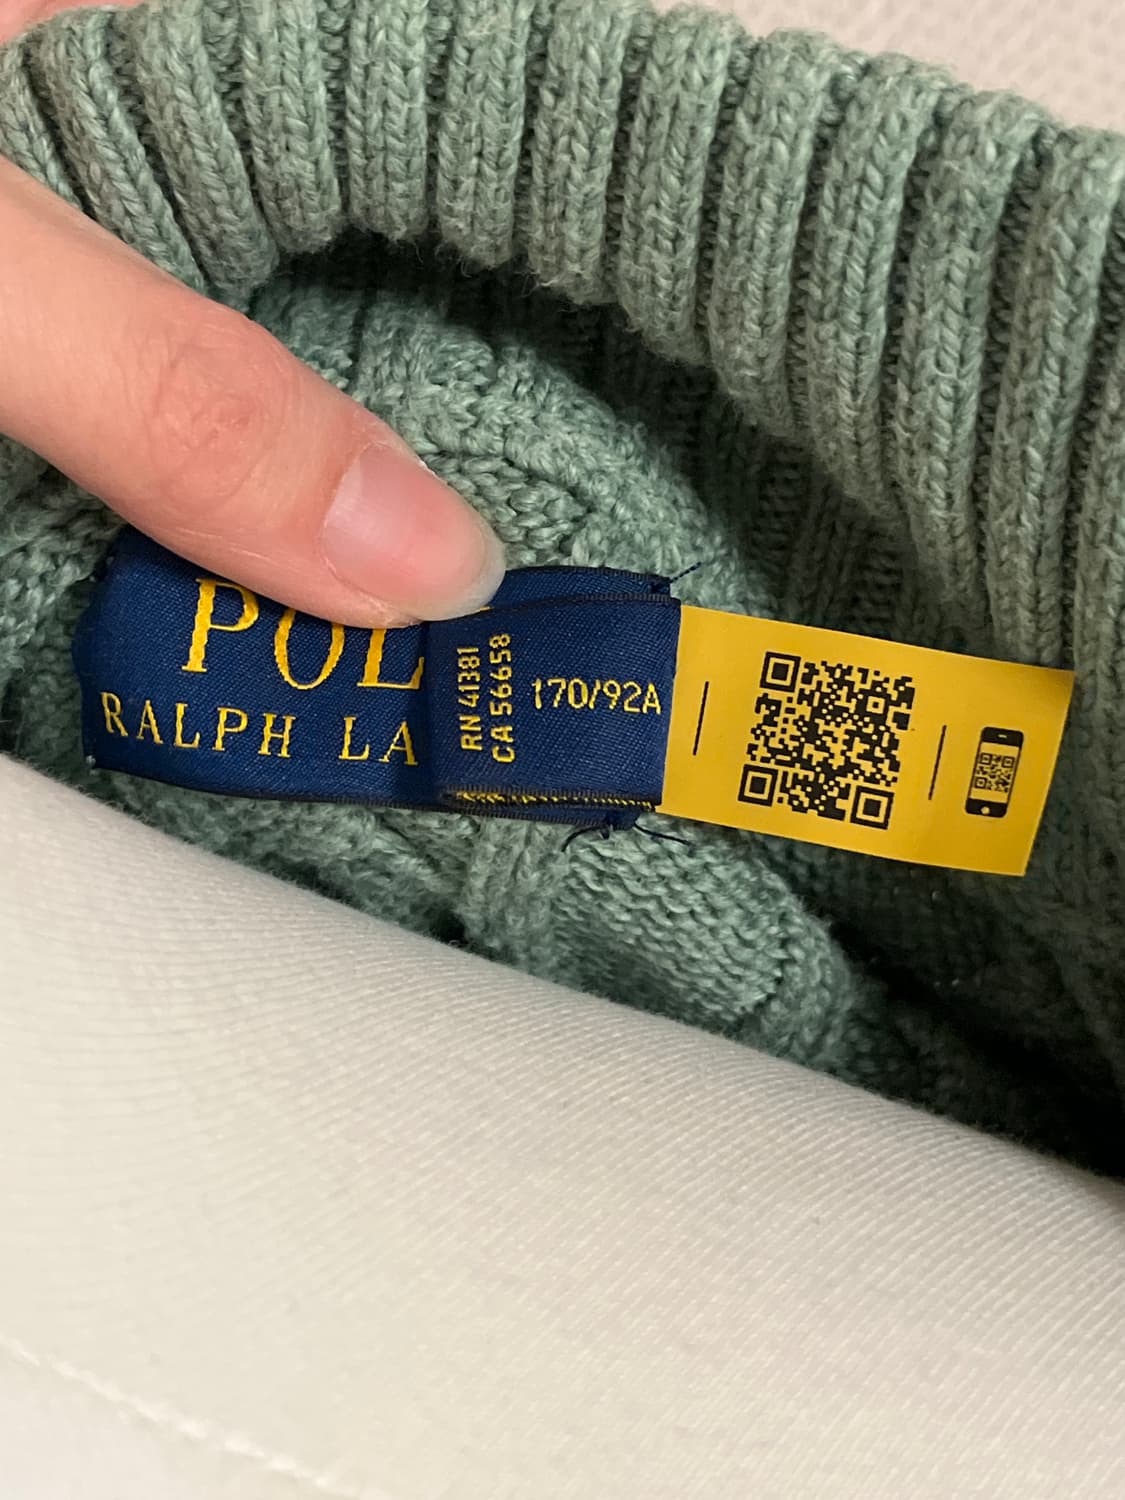 POL
RALPH LA
RN 41381
CA 56658
170/92A